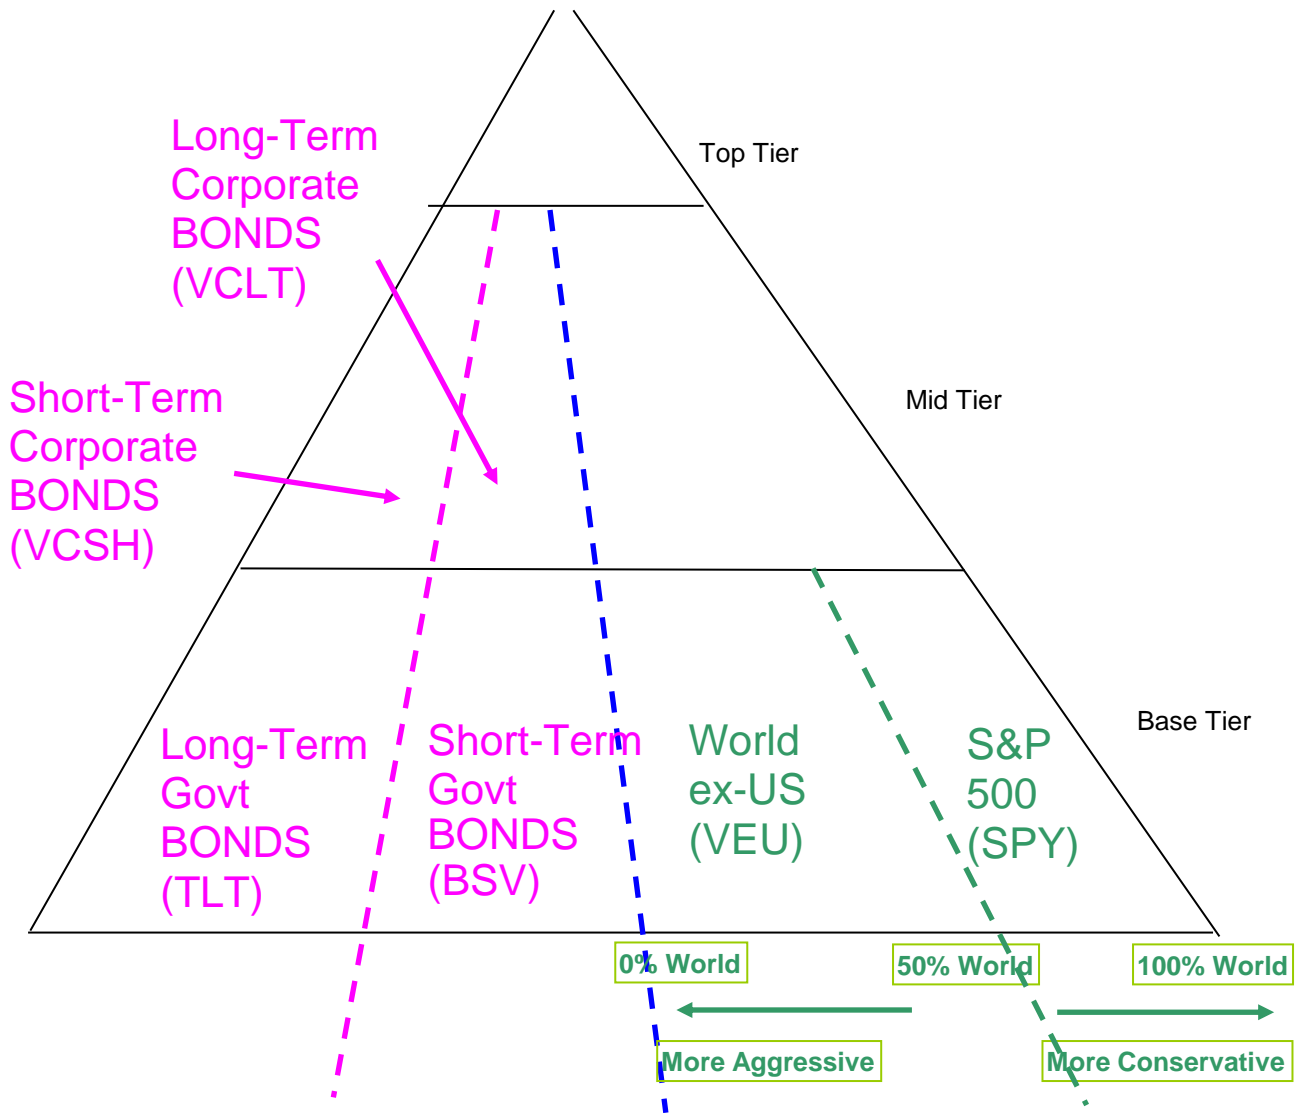 Long-Term
Corporate
BONDS
(VCLT)
Top Tier
Short-Term
Corporate
BONDS
(VCSH)
Mid Tier
Long-Term
Govt
BONDS
(TLT)
Short-Term
Govt
BONDS
(BSV)
World
ex-US
(VEU)
S&P
500
(SPY)
Base Tier
0% World
50% World
100% World
More Aggressive
More Conservative